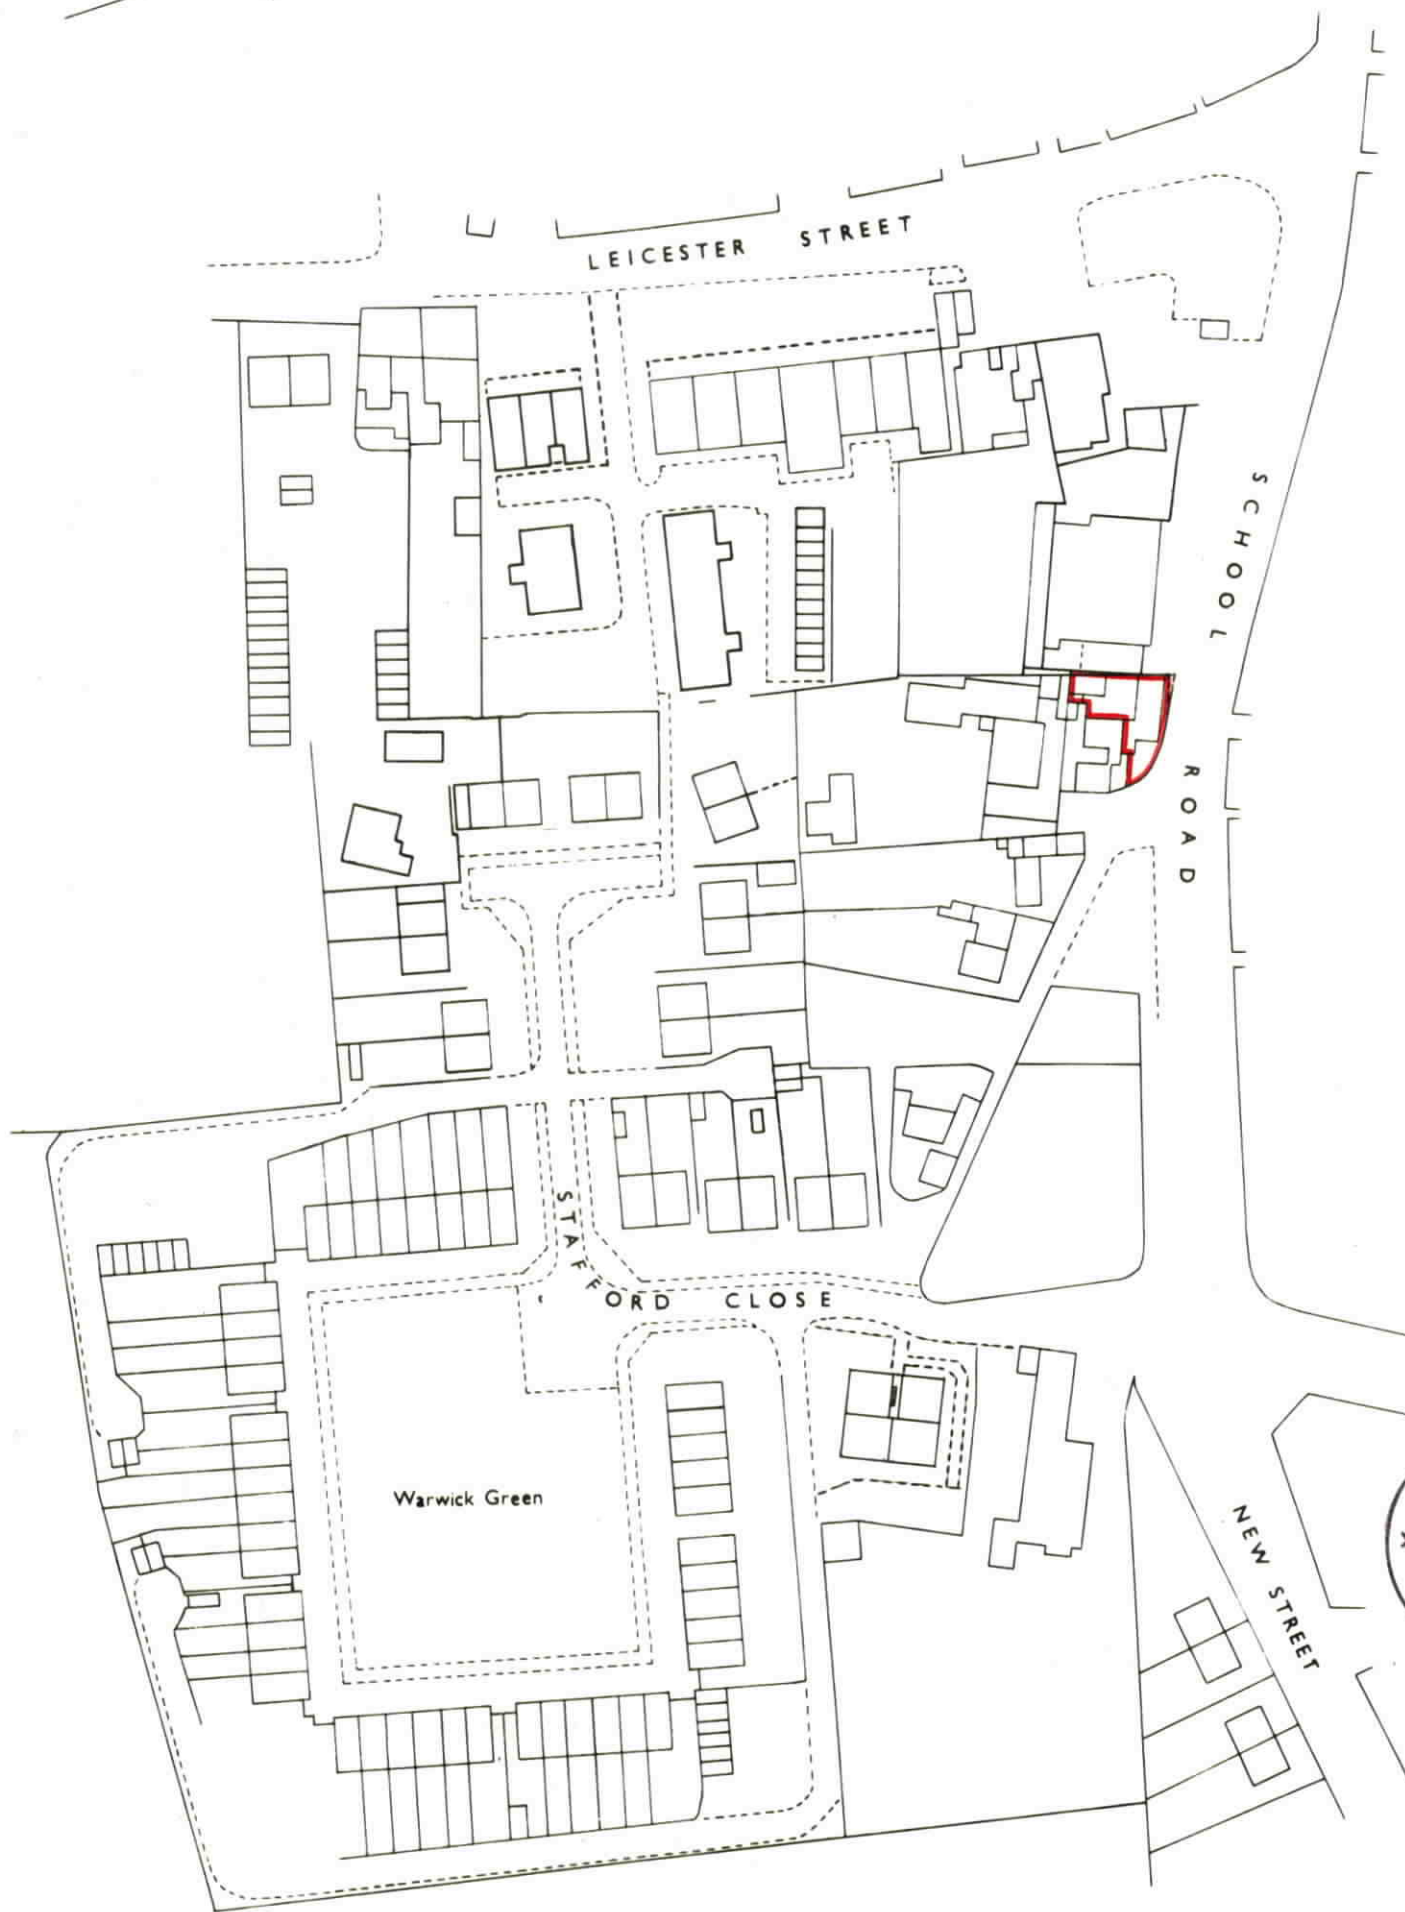 LEICESTER STREET
SCHOOL ROAD
STAFFORD CLOSE
Warwick Green
NEW STREET